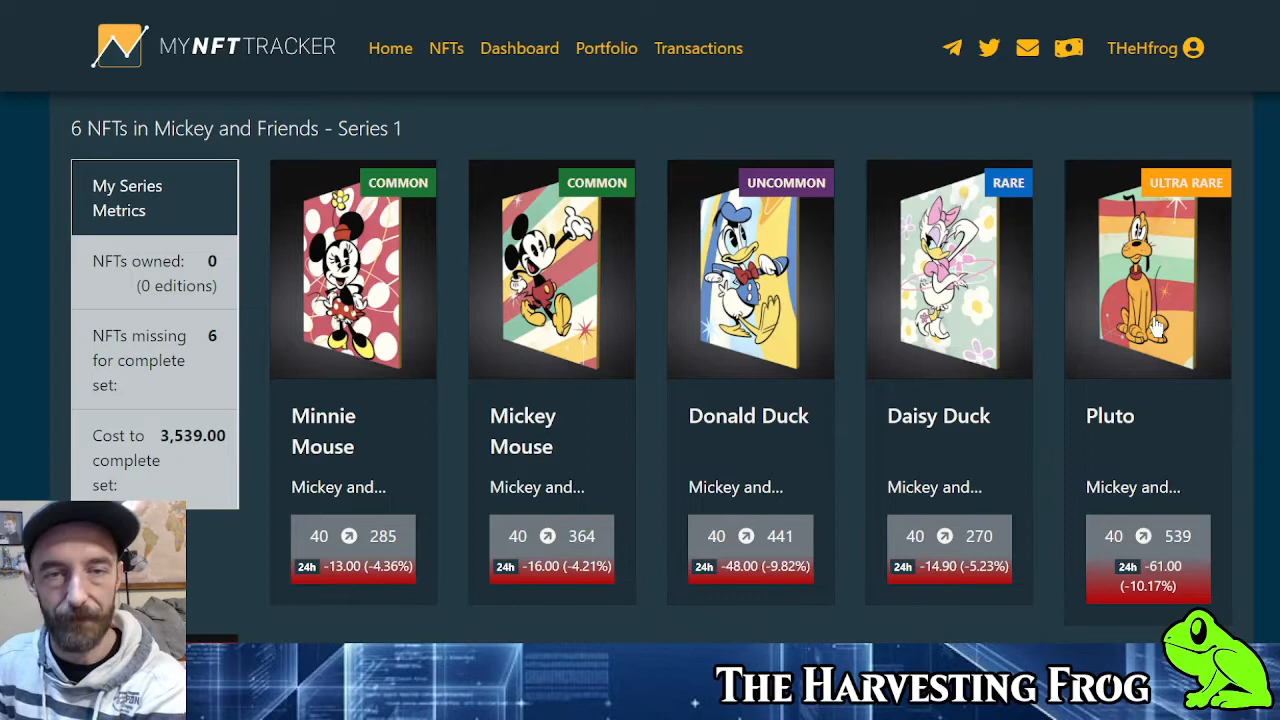 MYNFTTRACKER
Home NFTs Dashboard Portfolio Transactions
THeHfrog
6 NFTs in Mickey and Friends - Series 1
My Series
Metrics
NFTs owned: 0
(0 editions)
NFTs missing 6
for complete
set:
Cost to 3,539.00
complete
set:
COMMON
Minnie
Mouse
Mickey and...
40 285
24h -13.00 (-4.36%)
COMMON
Mickey
Mouse
Mickey and...
40 364
24h -16.00 (-4.21%)
UNCOMMON
Donald Duck
Mickey and...
40 441
24h -48.00 (-9.82%)
RARE
Daisy Duck
Mickey and...
40 270
24h -14.90 (-5.23%)
ULTRA RARE
Pluto
Mickey and...
40 539
24h -61.00
(-10.17%)
The Harvesting Frog